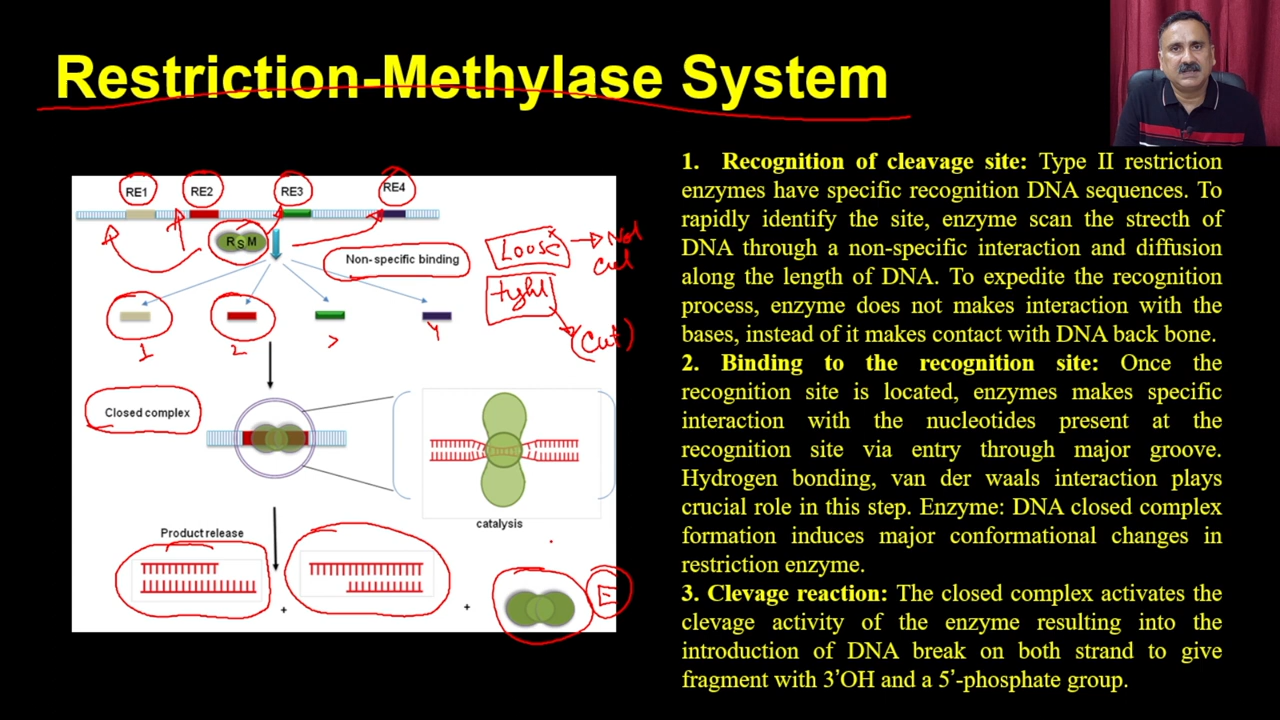 Restriction-Methylase System
RE1 RE2 RE3 RE4
R S M
Non- specific binding
Loose → Not
Cut
tight
(Cut)
1 2 > 4
Closed complex
catalysis
Product release
+ +
E
1. Recognition of cleavage site: Type II restriction
enzymes have specific recognition DNA sequences. To
rapidly identify the site, enzyme scan the strecth of
DNA through a non-specific interaction and diffusion
along the length of DNA. To expedite the recognition
process, enzyme does not makes interaction with the
bases, instead of it makes contact with DNA back bone.
2. Binding to the recognition site: Once the
recognition site is located, enzymes makes specific
interaction with the nucleotides present at the
recognition site via entry through major groove.
Hydrogen bonding, van der waals interaction plays
crucial role in this step. Enzyme: DNA closed complex
formation induces major conformational changes in
restriction enzyme.
3. Clevage reaction: The closed complex activates the
clevage activity of the enzyme resulting into the
introduction of DNA break on both strand to give
fragment with 3’OH and a 5’-phosphate group.